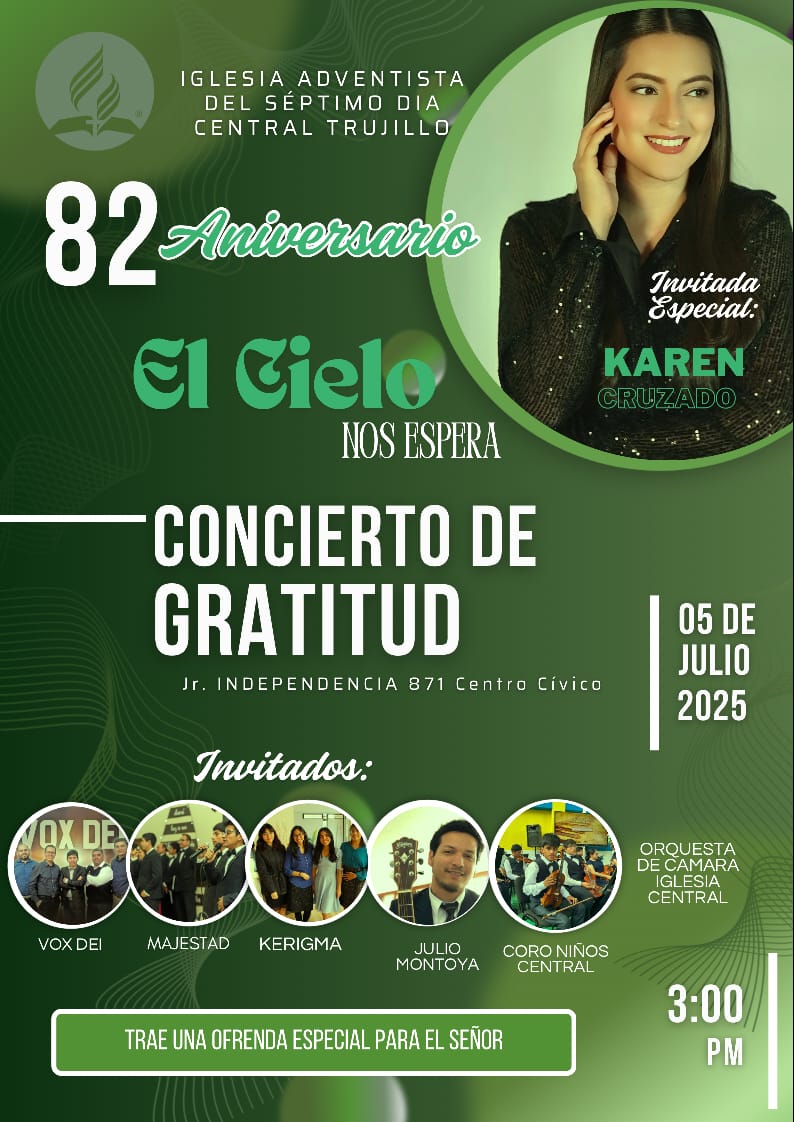 IGLESIA ADVENTISTA
DEL SÉPTIMO DIA
CENTRAL TRUJILLO
82 Aniversario
El Cielo
NOS ESPERA
Invitada
Especial:
KAREN
CRUZADO
CONCIERTO DE
GRATITUD
Jr. INDEPENDENCIA 871 Centro Cívico
05 DE
JULIO
2025
Invitados:
VOX DE
VOX DEI
MAJESTAD
KERIGMA
JULIO
MONTOYA
CORO NIÑOS
CENTRAL
ORQUESTA
DE CAMARA
IGLESIA
CENTRAL
3:00
PM
TRAE UNA OFRENDA ESPECIAL PARA EL SEÑOR